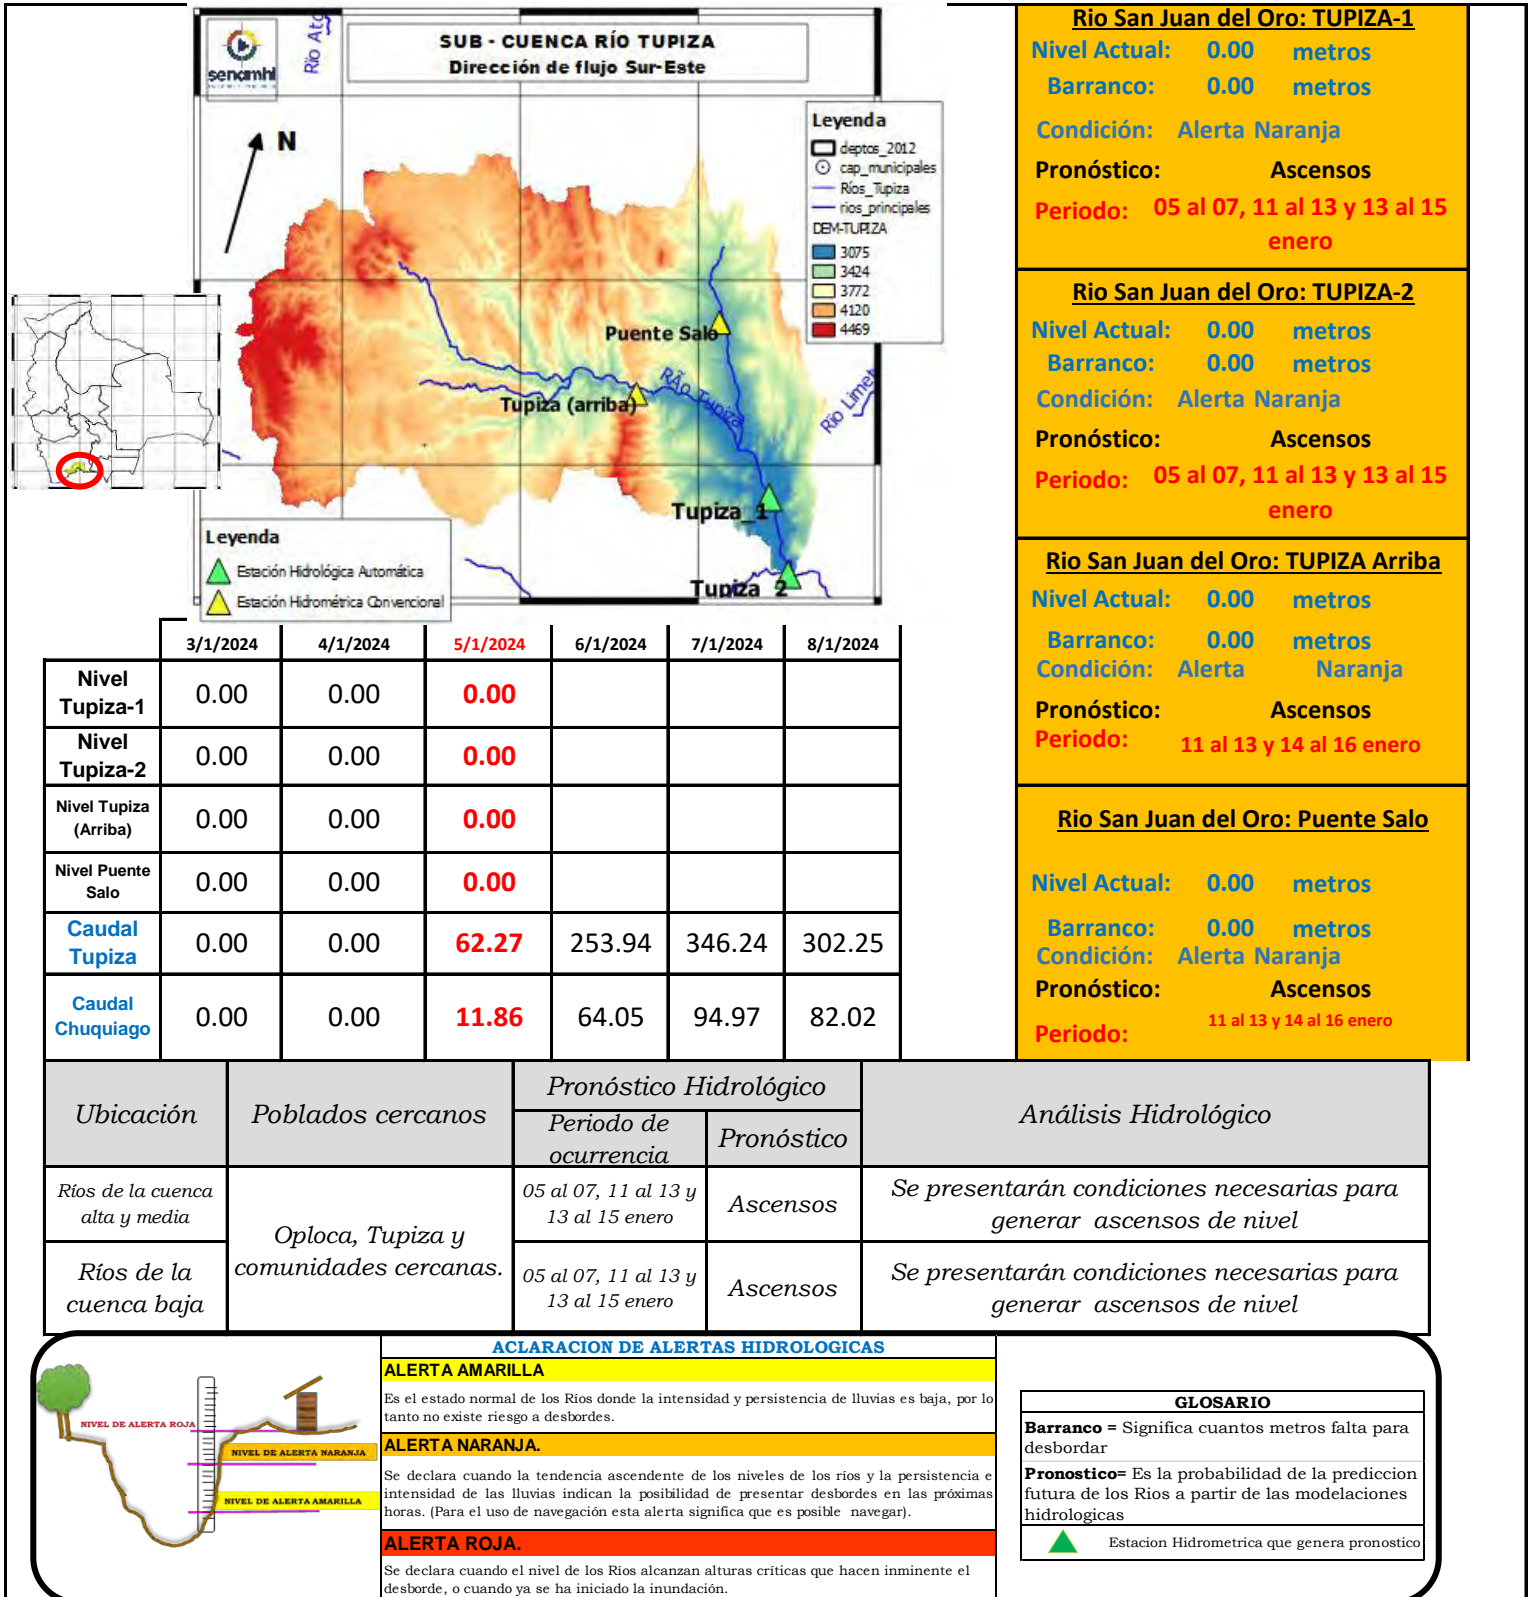 senamhi
Río Ato
SUB - CUENCA RÍO TUPIZA
Dirección de flujo Sur-Este
N
Leyenda
deptos_2012
cap_municipales
Ríos_Tupiza
rios_principales
DEM-TUPIZA
3075
3424
3772
4120
4469
Puente Salo
Tupiza (arriba)
RÃo Tupiza
Río Limet
Tupiza_1
Tupiza_2
Leyenda
Estación Hidrológica Automática
Estación Hidrométrica Convencional
Rio San Juan del Oro: TUPIZA-1
Nivel Actual: 0.00 metros
Barranco: 0.00 metros
Condición: Alerta Naranja
Pronóstico: Ascensos
Periodo: 05 al 07, 11 al 13 y 13 al 15
enero
Rio San Juan del Oro: TUPIZA-2
Nivel Actual: 0.00 metros
Barranco: 0.00 metros
Condición: Alerta Naranja
Pronóstico: Ascensos
Periodo: 05 al 07, 11 al 13 y 13 al 15
enero
Rio San Juan del Oro: TUPIZA Arriba
Nivel Actual: 0.00 metros
Barranco: 0.00 metros
Condición: Alerta Naranja
Pronóstico: Ascensos
Periodo: 11 al 13 y 14 al 16 enero
Rio San Juan del Oro: Puente Salo
Nivel Actual: 0.00 metros
Barranco: 0.00 metros
Condición: Alerta Naranja
Pronóstico: Ascensos
Periodo: 11 al 13 y 14 al 16 enero
3/1/2024 4/1/2024 5/1/2024 6/1/2024 7/1/2024 8/1/2024
Nivel
Tupiza-1 0.00 0.00 0.00
Nivel
Tupiza-2 0.00 0.00 0.00
Nivel Tupiza
(Arriba) 0.00 0.00 0.00
Nivel Puente
Salo 0.00 0.00 0.00
Caudal
Tupiza 0.00 0.00 62.27 253.94 346.24 302.25
Caudal
Chuquiago 0.00 0.00 11.86 64.05 94.97 82.02
Ubicación Poblados cercanos Pronóstico Hidrológico Análisis Hidrológico
Periodo de
ocurrencia Pronóstico
Ríos de la cuenca
alta y media
Oploca, Tupiza y
comunidades cercanas.
05 al 07, 11 al 13 y
13 al 15 enero
Ascensos
Se presentarán condiciones necesarias para
generar ascensos de nivel
Ríos de la
cuenca baja
05 al 07, 11 al 13 y
13 al 15 enero
Ascensos
Se presentarán condiciones necesarias para
generar ascensos de nivel
NIVEL DE ALERTA ROJA
NIVEL DE ALERTA NARANJA
NIVEL DE ALERTA AMARILLA
ACLARACION DE ALERTAS HIDROLOGICAS
ALERTA AMARILLA
Es el estado normal de los Ríos donde la intensidad y persistencia de lluvias es baja, por lo
tanto no existe riesgo a desbordes.
ALERTA NARANJA.
Se declara cuando la tendencia ascendente de los niveles de los ríos y la persistencia e
intensidad de las lluvias indican la posibilidad de presentar desbordes en las próximas
horas. (Para el uso de navegación esta alerta significa que es posible navegar).
ALERTA ROJA.
Se declara cuando el nivel de los Ríos alcanzan alturas críticas que hacen inminente el
desborde, o cuando ya se ha iniciado la inundación.
GLOSARIO
Barranco = Significa cuantos metros falta para
desbordar
Pronostico= Es la probabilidad de la prediccion
futura de los Rios a partir de las modelaciones
hidrologicas
Estacion Hidrometrica que genera pronostico